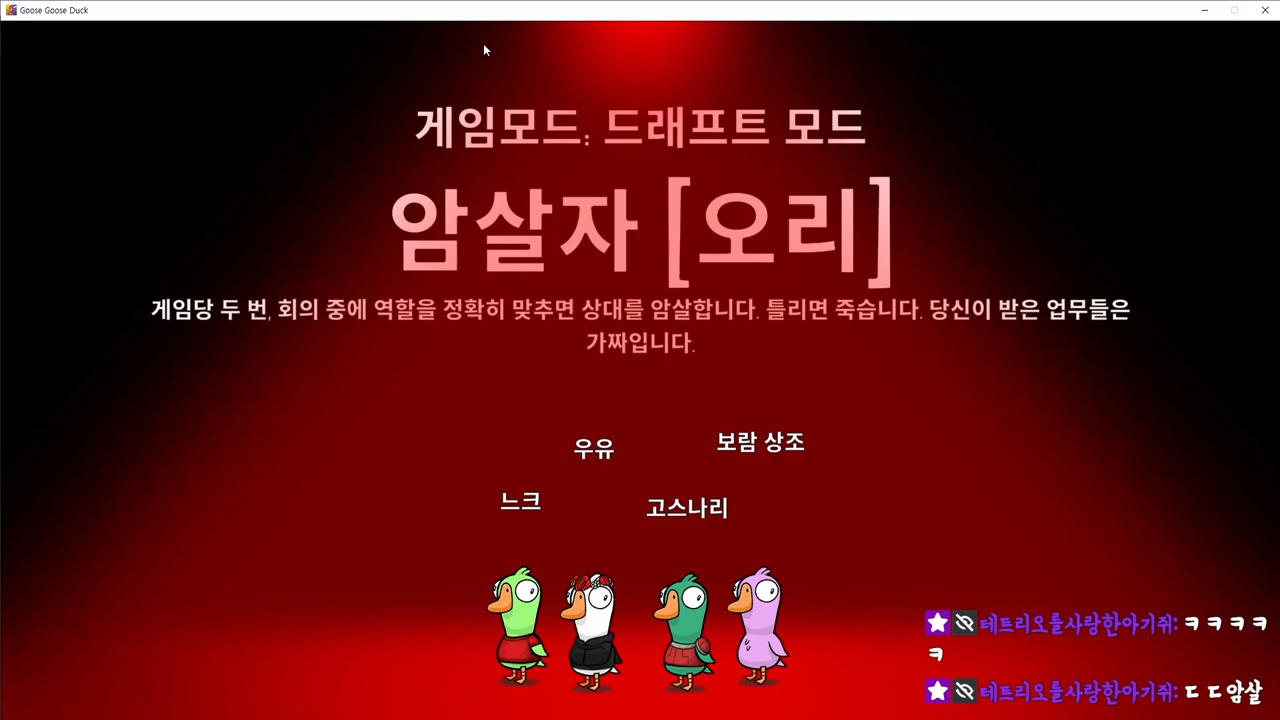 Goose Goose Duck
게임모드: 드래프트 모드
암살자 [오리]
게임당 두 번, 회의 중에 역할을 정확히 맞추면 상대를 암살합니다. 틀리면 죽습니다. 당신이 받은 업무들은
가짜입니다.
우유
보람 상조
느크
고스나리
테트리오를사랑한아기쥐: ㅋㅋㅋㅋ
ㅋ
테트리오를사랑한아기쥐: ㄷㄷ암살